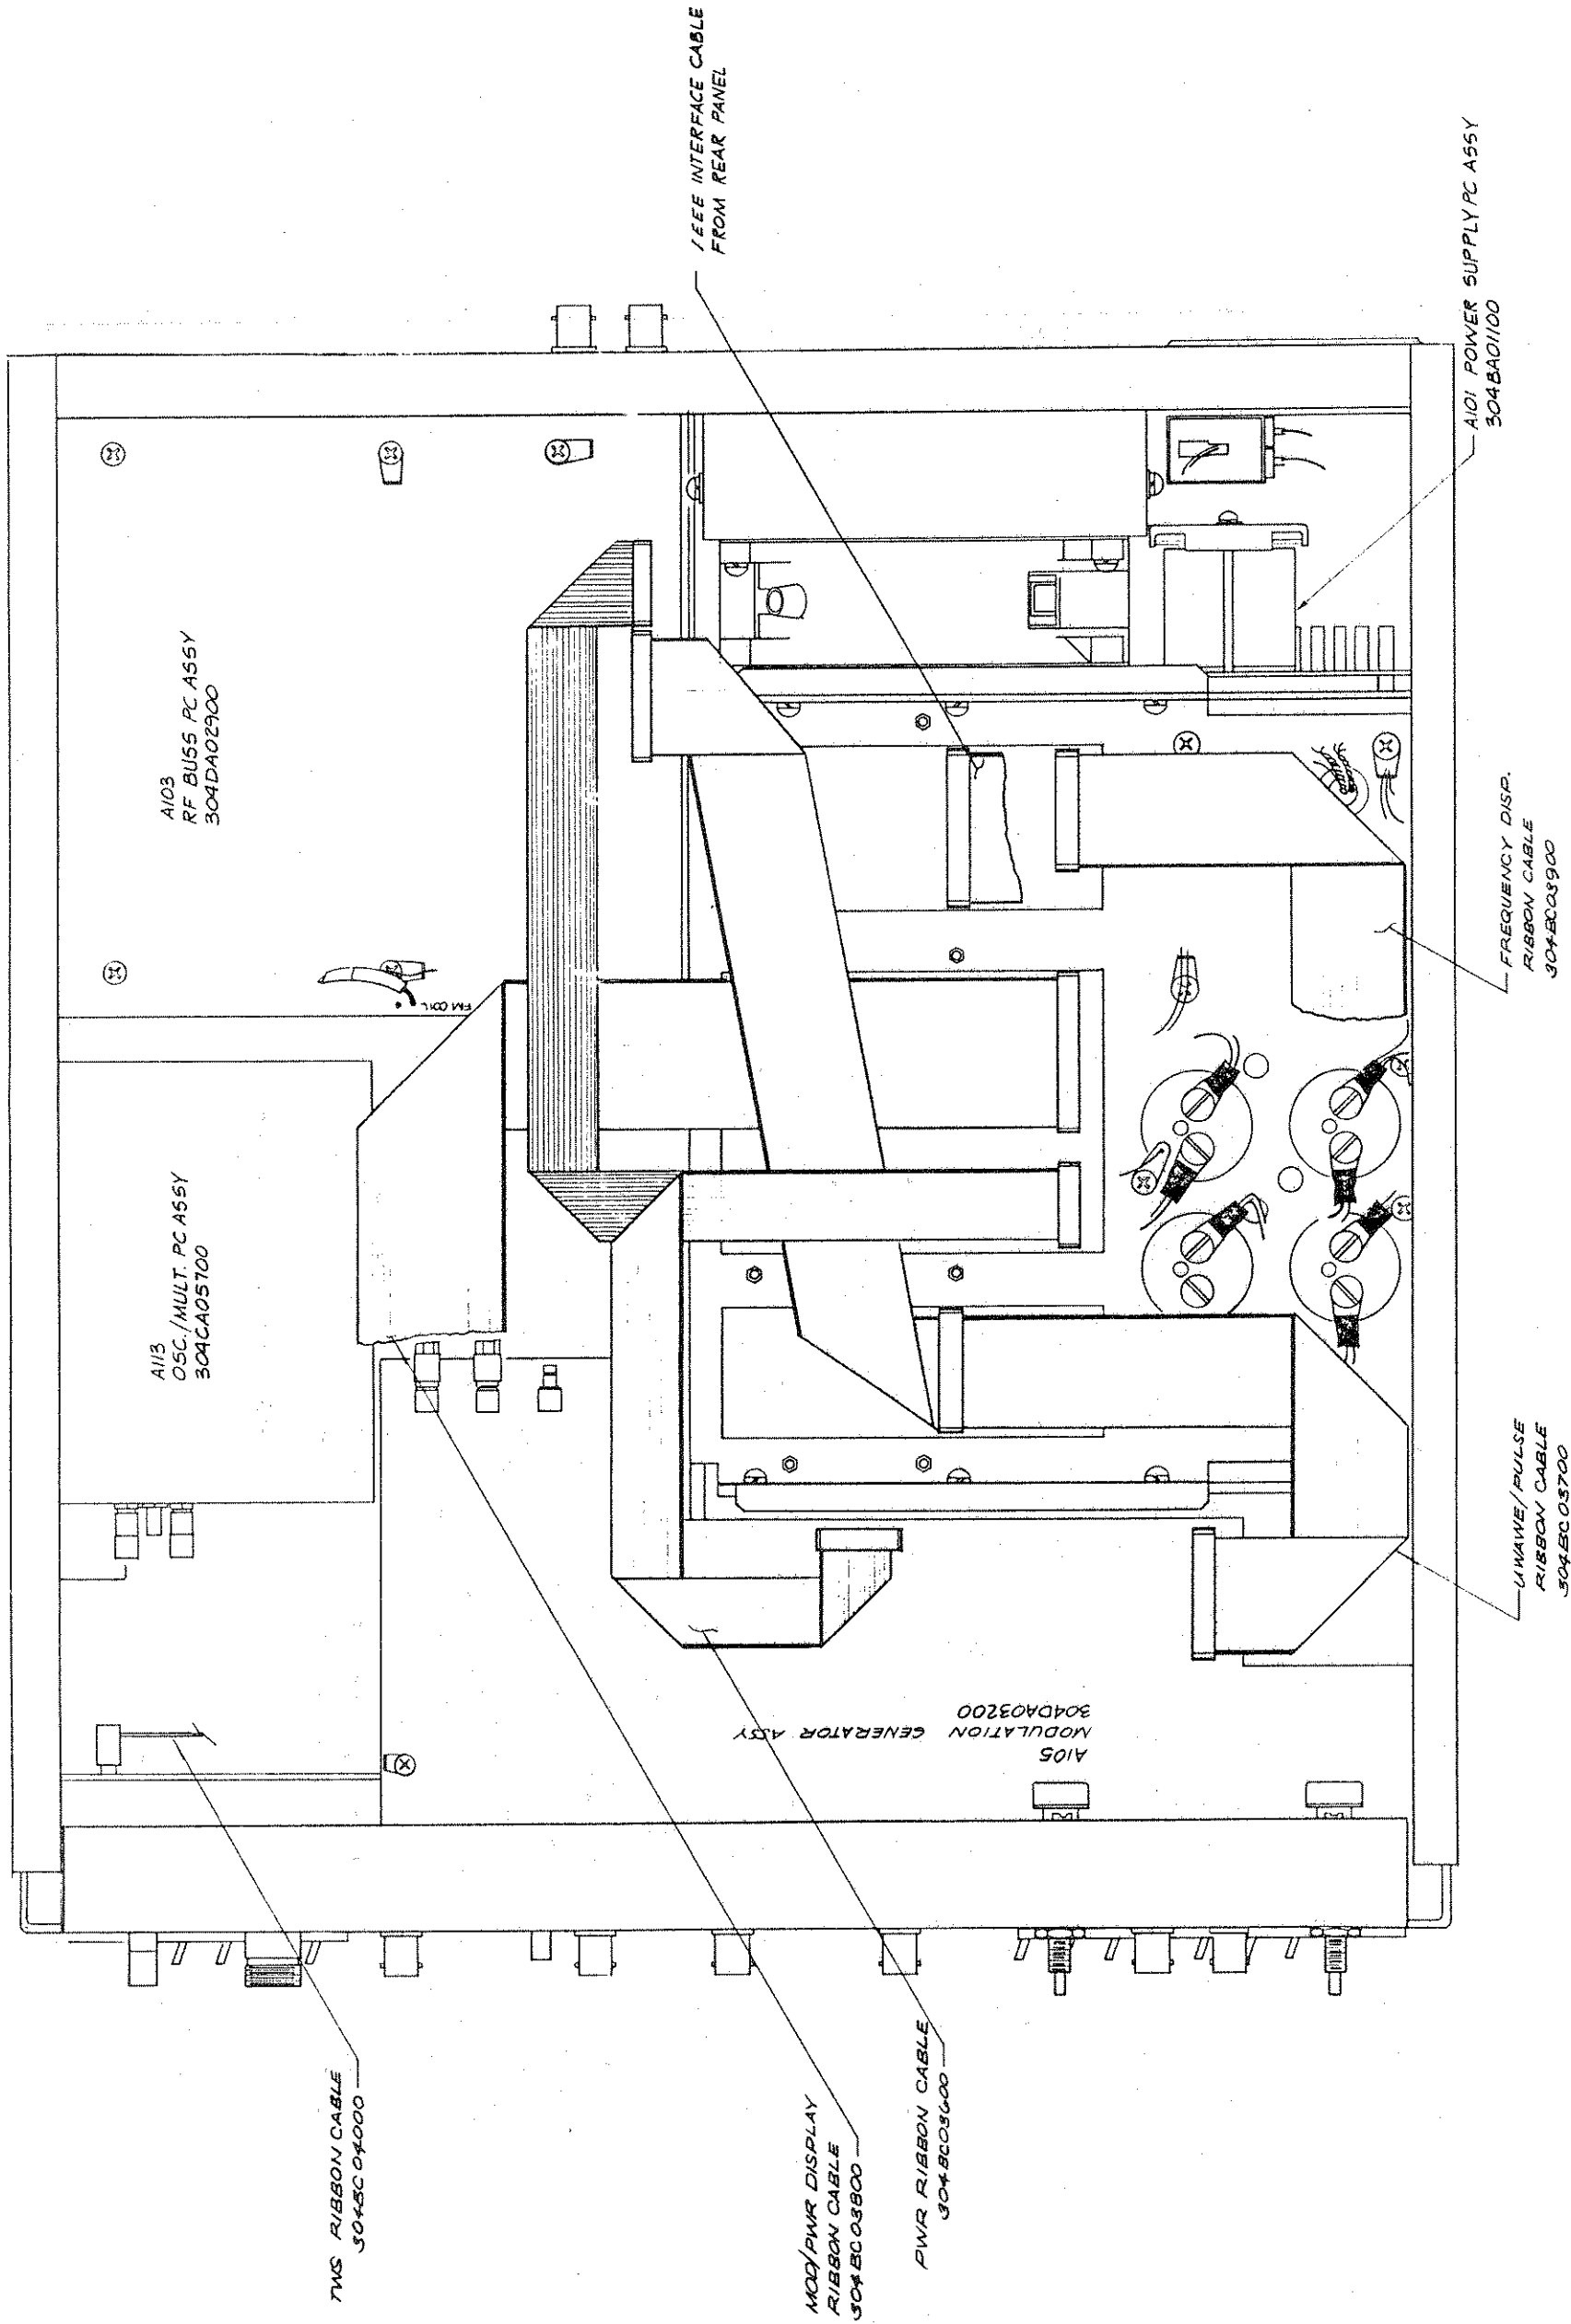 TWS RIBBON CABLE
304BC04000
MOD/PWR DISPLAY
RIBBON CABLE
304BC03800
PWR RIBBON CABLE
304BC03600
A113
OSC./MULT. PC ASSY
304CA05700
A103
RF BUSS PC ASSY
304DA02900
FM COIL
IEEE INTERFACE CABLE
FROM REAR PANEL
A105
MODULATION GENERATOR ASSY
304DA03200
UWAWE/PULSE
RIBBON CABLE
304BC03700
FREQUENCY DISP.
RIBBON CABLE
304BC03900
A101 POWER SUPPLY PC ASSY
304BA01100